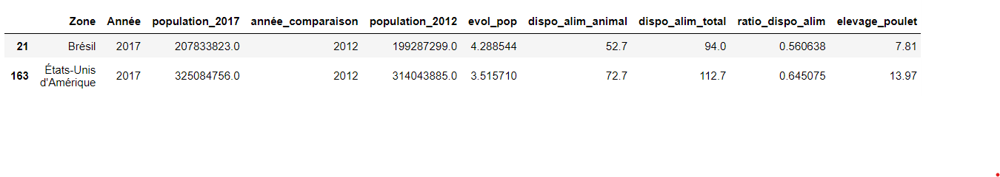 Zone Année population_2017 année_comparaison population_2012 evol_pop dispo_alim_animal dispo_alim_total ratio_dispo_alim elevage_poulet
21 Brésil 2017 207833823.0 2012 199287299.0 4.288544 52.7 94.0 0.560638 7.81
163 États-Unis d'Amérique 2017 325084756.0 2012 314043885.0 3.515710 72.7 112.7 0.645075 13.97